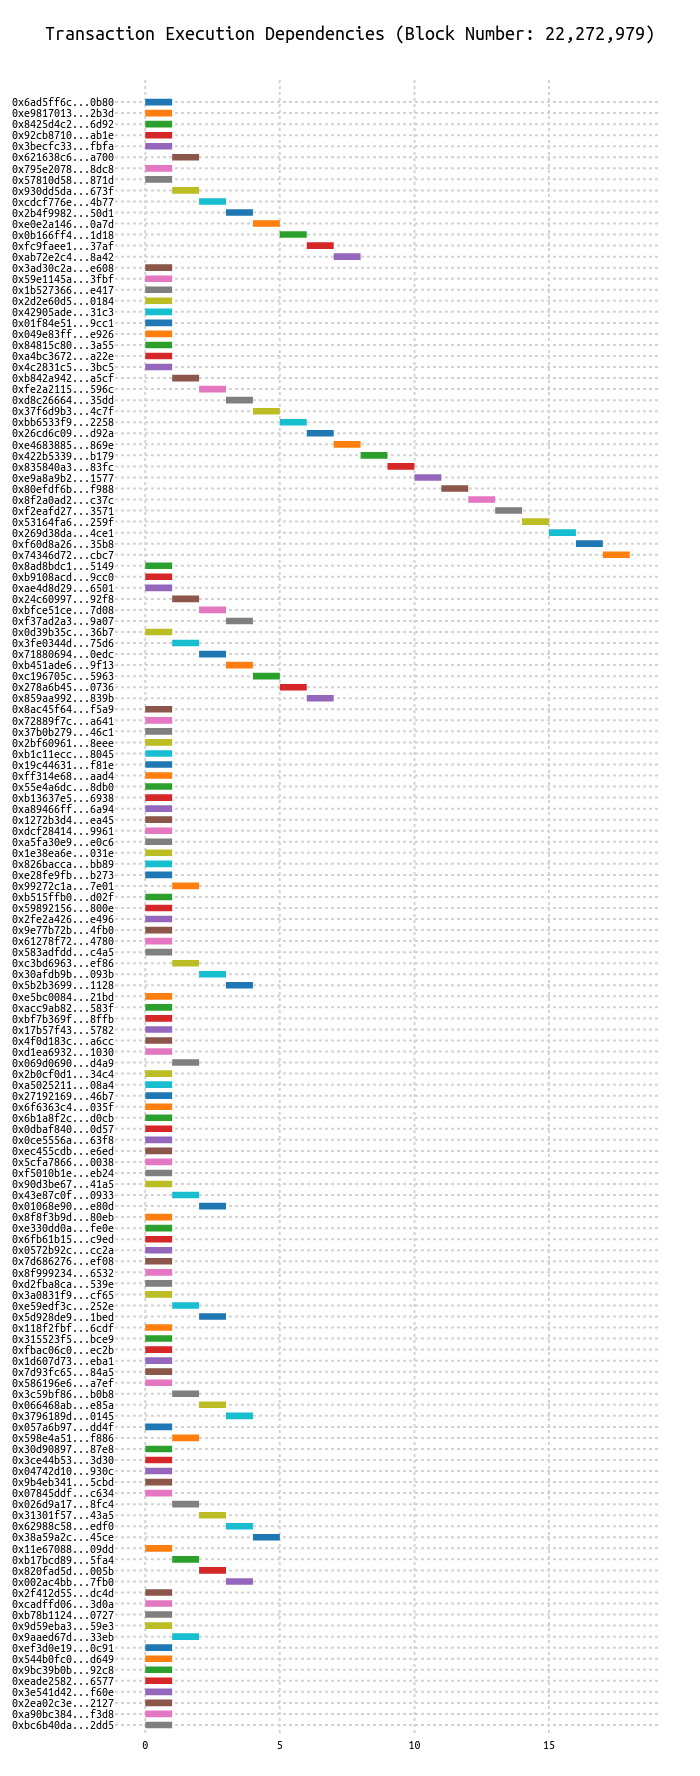 Transaction Execution Dependencies (Block Number: 22,272,979)
0x6ad5ff6c...0b80
0xe9817013...2b3d
0x8425d4c2...6d92
0x92cb8710...ab1e
0x3becfc33...fbfa
0x621638c6...a700
0x795e2078...8dc8
0x57810d58...871d
0x930dd5da...673f
0xcdcf776e...4b77
0x2b4f9982...50d1
0xe0e2a146...0a7d
0x0b166ff4...1d18
0xfc9faee1...37af
0xab72e2c4...8a42
0x3ad30c2a...e608
0x59e1145a...3fbf
0x1b527366...e417
0x2d2e60d5...0184
0x42905ade...31c3
0x01f84e51...9cc1
0x049e83ff...e926
0x84815c80...3a55
0xa4bc3672...a22e
0x4c2831c5...3bc5
0xb842a942...a5cf
0xfe2a2115...596c
0xd8c26664...35dd
0x37f6d9b3...4c7f
0xbb6533f9...2258
0x26cd6c09...d92a
0xe4683885...869e
0x422b5339...b179
0x835840a3...83fc
0xe9a8a9b2...1577
0x80efdf6b...f988
0x8f2a0ad2...c37c
0xf2eafd27...3571
0x53164fa6...259f
0x269d38da...4ce1
0xf60d8a26...35b8
0x74346d72...cbc7
0x8ad8bdc1...5149
0xb9108acd...9cc0
0xae4d8d29...6501
0x24c60997...92f8
0xbfce51ce...7d08
0xf37ad2a3...9a07
0x0d39b35c...36b7
0x3fe0344d...75d6
0x71880694...0edc
0xb451ade6...9f13
0xc196705c...5963
0x278a6b45...0736
0x859aa992...839b
0x8ac45f64...f5a9
0x72889f7c...a641
0x37b0b279...46c1
0x2bf60961...8eee
0xb1c11ecc...8045
0x19c44631...f81e
0xff314e68...aad4
0x55e4a6dc...8db0
0xb13637e5...6938
0xa89466ff...6a94
0x1272b3d4...ea45
0xdcf28414...9961
0xa5fa30e9...e0c6
0x1e38ea6e...031e
0x826bacca...bb89
0xe28fe9fb...b273
0x99272c1a...7e01
0xb515ffb0...d02f
0x59892156...800e
0x2fe2a426...e496
0x9e77b72b...4fb0
0x61278f72...4780
0x583adfdd...c4a5
0xc3bd6963...ef86
0x30afdb9b...093b
0x5b2b3699...1128
0xe5bc0084...21bd
0xacc9ab82...583f
0xbf7b369f...8ffb
0x17b57f43...5782
0x4f0d183c...a6cc
0xd1ea6932...1030
0x069d0690...d4a9
0x2b0cf0d1...34c4
0xa5025211...08a4
0x27192169...46b7
0x6f6363c4...035f
0x6b1a8f2c...d0cb
0x0dbaf840...0d57
0x0ce5556a...63f8
0xec455cdb...e6ed
0x5cfa7866...0038
0xf5010b1e...eb24
0x90d3be67...41a5
0x43e87c0f...0933
0x01068e90...e80d
0x8f8f3b9d...80eb
0xe330dd0a...fe0e
0x6fb61b15...c9ed
0x0572b92c...cc2a
0x7d686276...ef08
0x8f999234...6532
0xd2fba8ca...539e
0x3a0831f9...cf65
0xe59edf3c...252e
0x5d928de9...1bed
0x118f2fbf...6cdf
0x315523f5...bce9
0xfbac06c0...ec2b
0x1d607d73...eba1
0x7d93fc65...84a5
0x586196e6...a7ef
0x3c59bf86...b0b8
0x066468ab...e85a
0x3796189d...0145
0x057a6b97...dd4f
0x598e4a51...f886
0x30d90897...87e8
0x3ce44b53...3d30
0x04742d10...930c
0x9b4eb341...5cbd
0x07845ddf...c634
0x026d9a17...8fc4
0x31301f57...43a5
0x62988c58...edf0
0x38a59a2c...45ce
0x11e67088...09dd
0xb17bcd89...5fa4
0x820fad5d...005b
0x002ac4bb...7fb0
0x2f412d55...dc4d
0xcadffd06...3d0a
0xb78b1124...0727
0x9d59eba3...59e3
0x9aaed67d...33eb
0xef3d0e19...0c91
0x544b0fc0...d649
0x9bc39b0b...92c8
0xeade2582...6577
0x3e541d42...f60e
0x2ea02c3e...2127
0xa90bc384...f3d8
0xbc6b40da...2dd5
0 5 10 15